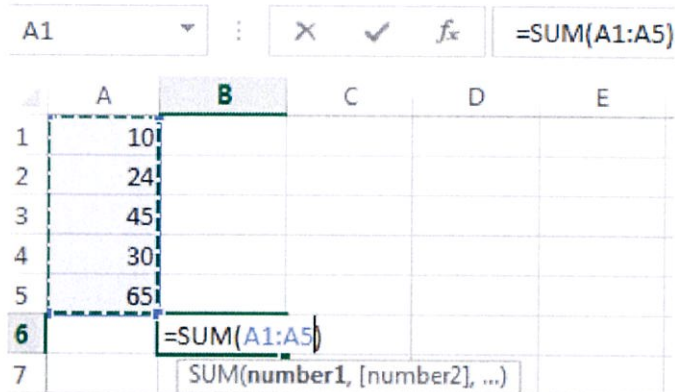 A1 fx =SUM(A1:A5)
A B C D E
1 10
2 24
3 45
4 30
5 65
6 =SUM(A1:A5)
7 SUM(number1, [number2], ...)